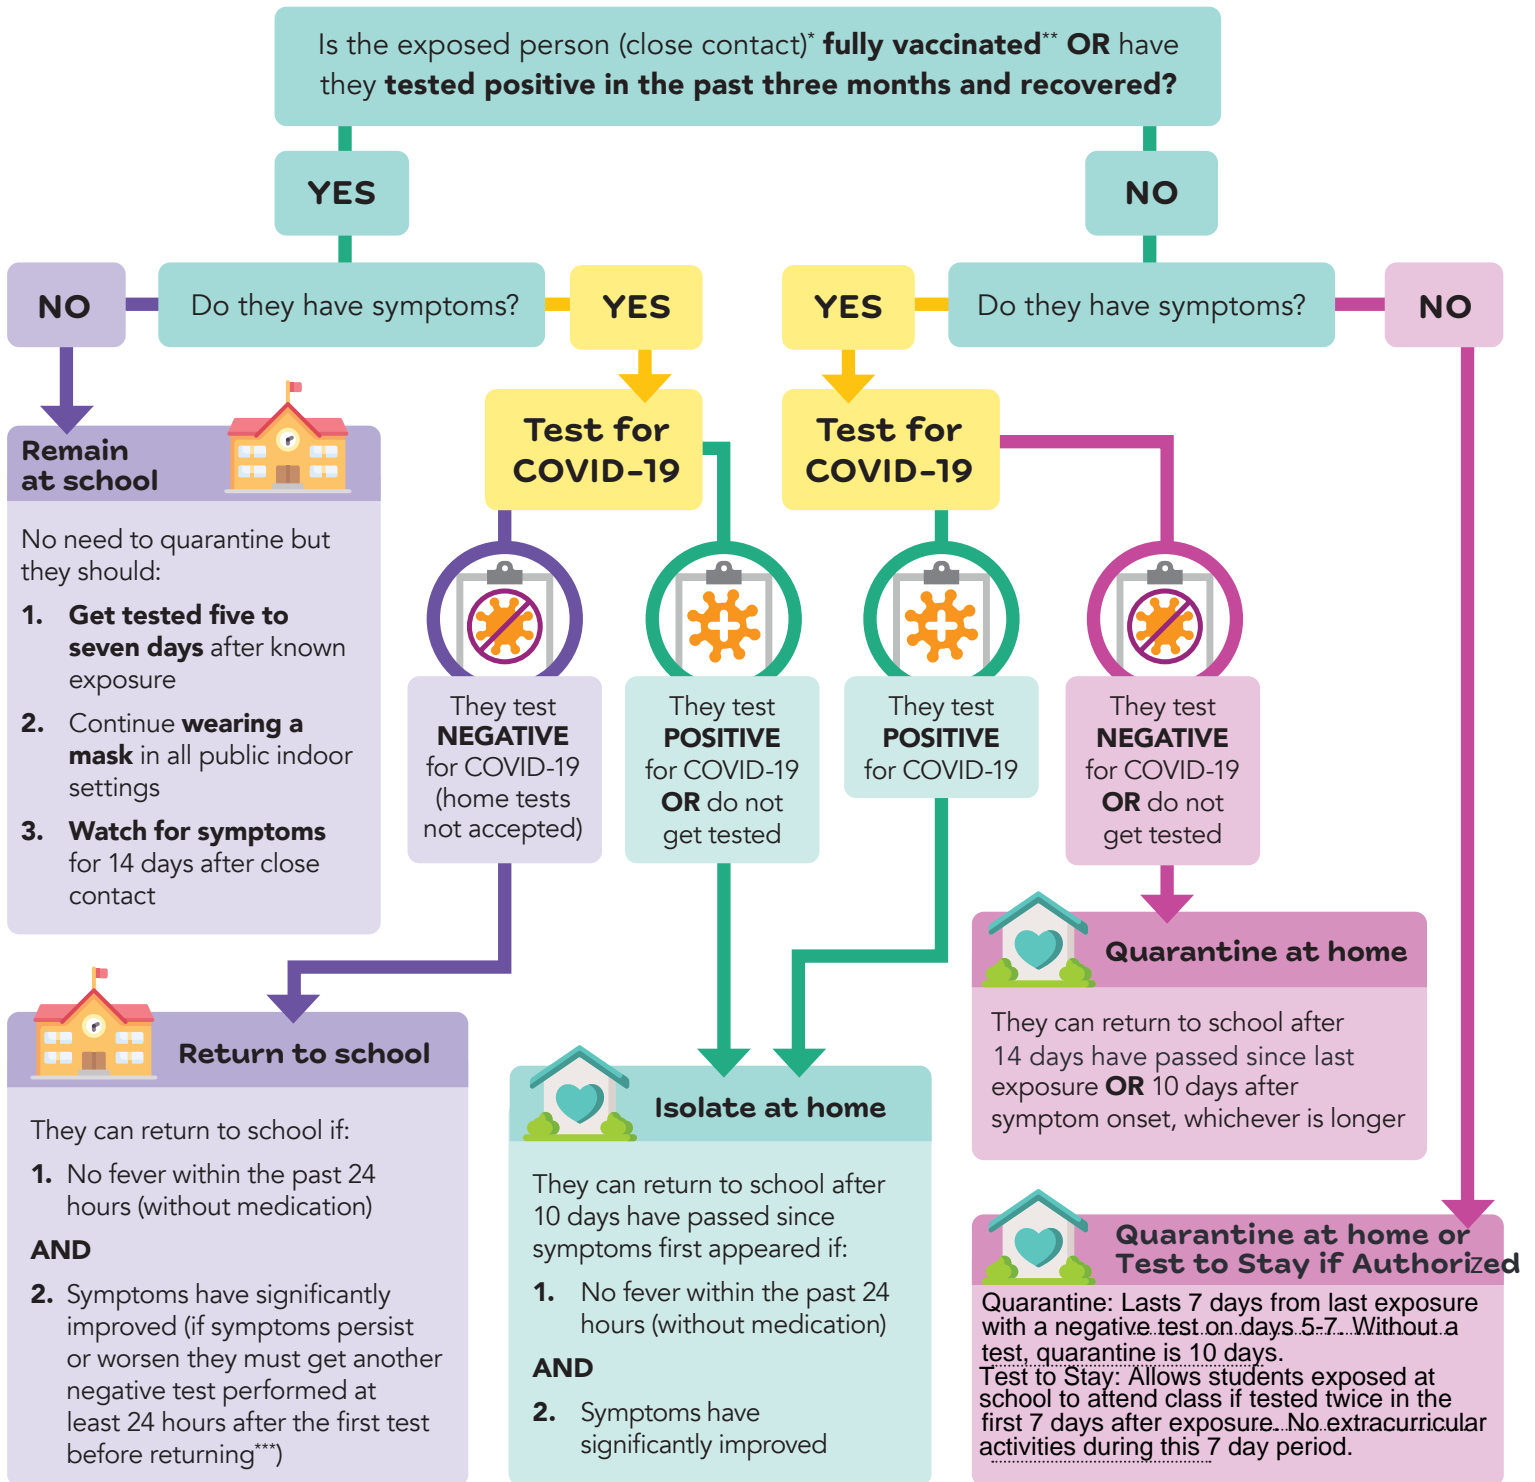 Is the exposed person (close contact)* fully vaccinated** OR have
they tested positive in the past three months and recovered?
YES
NO
NO
Do they have symptoms?
YES
YES
Do they have symptoms?
NO
Remain
at school
No need to quarantine but
they should:
1. Get tested five to
seven days after known
exposure
2. Continue wearing a
mask in all public indoor
settings
3. Watch for symptoms
for 14 days after close
contact
Test for
COVID-19
Test for
COVID-19
They test
NEGATIVE
for COVID-19
(home tests
not accepted)
They test
POSITIVE
for COVID-19
OR do not
get tested
They test
POSITIVE
for COVID-19
They test
NEGATIVE
for COVID-19
OR do not
get tested
Return to school
They can return to school if:
1. No fever within the past 24
hours (without medication)
AND
2. Symptoms have significantly
improved (if symptoms persist
or worsen they must get another
negative test performed at
least 24 hours after the first test
before returning***)
Isolate at home
They can return to school after
10 days have passed since
symptoms first appeared if:
1. No fever within the past 24
hours (without medication)
AND
2. Symptoms have
significantly improved
Quarantine at home
They can return to school after
14 days have passed since last
exposure OR 10 days after
symptom onset, whichever is longer
Quarantine at home or
Test to Stay if Authorized
Quarantine: Lasts 7 days from last exposure
with a negative test on days 5-7. Without a
test, quarantine is 10 days.
Test to Stay: Allows students exposed at
school to attend class if tested twice in the
first 7 days after exposure. No extracurricular
activities during this 7 day period.